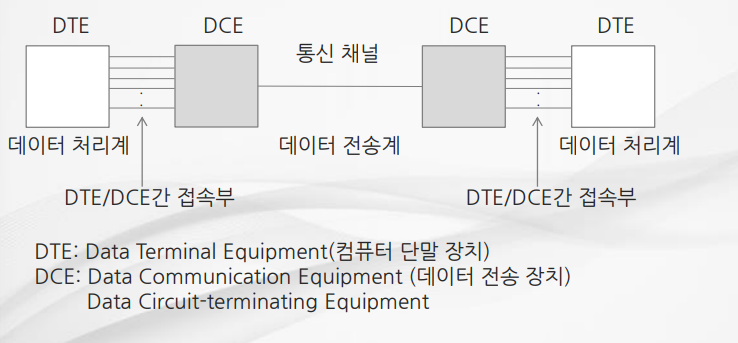 DTE DCE DCE DTE
통신 채널
데이터 처리계 데이터 전송계 데이터 처리계
DTE/DCE간 접속부 DTE/DCE간 접속부
DTE: Data Terminal Equipment(컴퓨터 단말 장치)
DCE: Data Communication Equipment (데이터 전송 장치)
Data Circuit-terminating Equipment